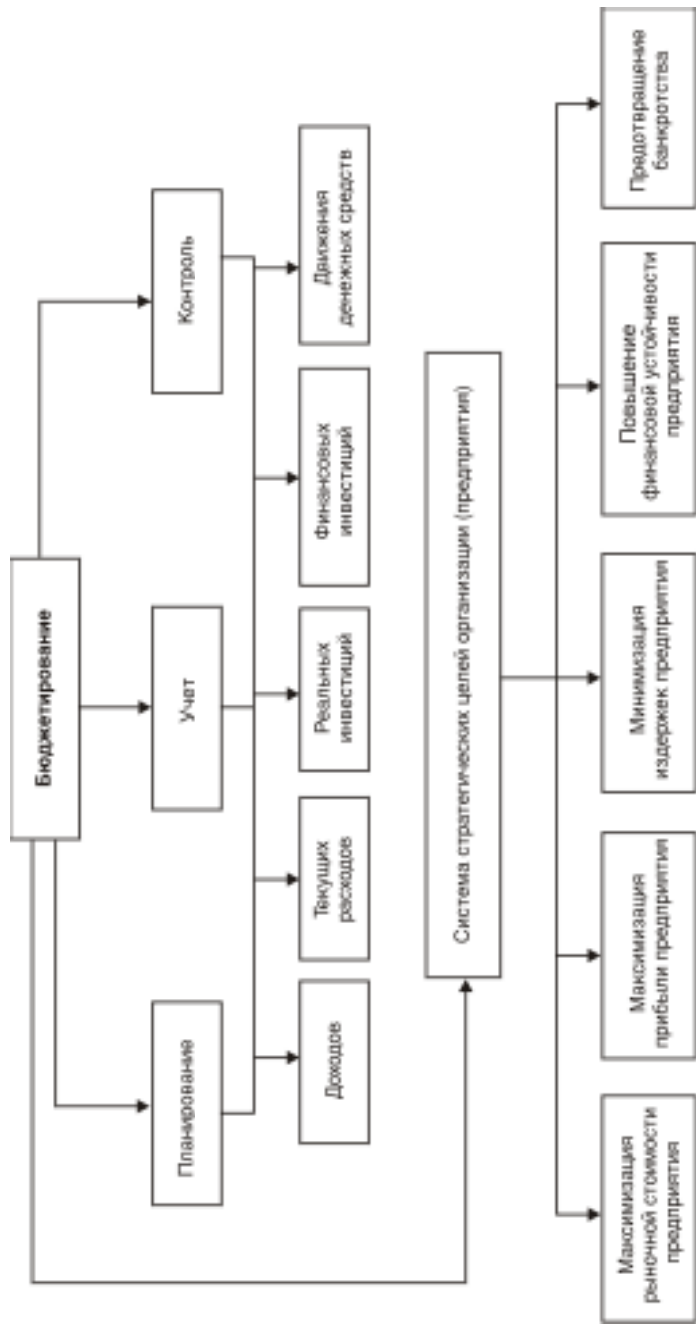 Бюджетирование
Планирование
Учет
Контроль
Доходов
Текущих
расходов
Реальных
инвестиций
Финансовых
инвестиций
Движения
денежных средств
Система стратегических целей организации (предприятия)
Максимизация
рыночной стоимости
предприятия
Максимизация
прибыли предприятия
Минимизация
издержек предприятия
Повышение
финансовой устойчивости
предприятия
Предотвращение
банкротства